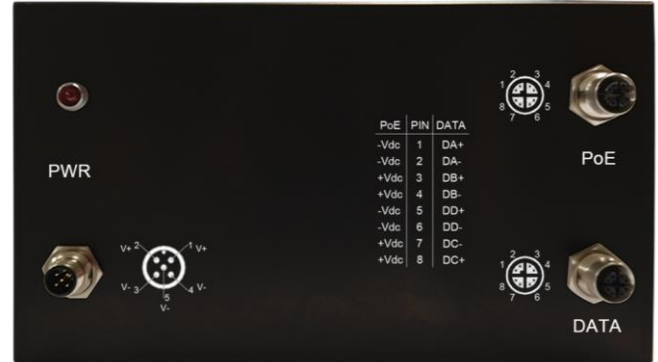 2 3
1 4
8 5
7 6
PoE
PWR
PoE PIN DATA
-Vdc 1 DA+
-Vdc 2 DA-
+Vdc 3 DB+
+Vdc 4 DB-
-Vdc 5 DD+
-Vdc 6 DD-
+Vdc 7 DC-
+Vdc 8 DC+
V+ 2 1 V+
V- 3 4 V-
5
V-
2 3
1 4
8 5
7 6
DATA